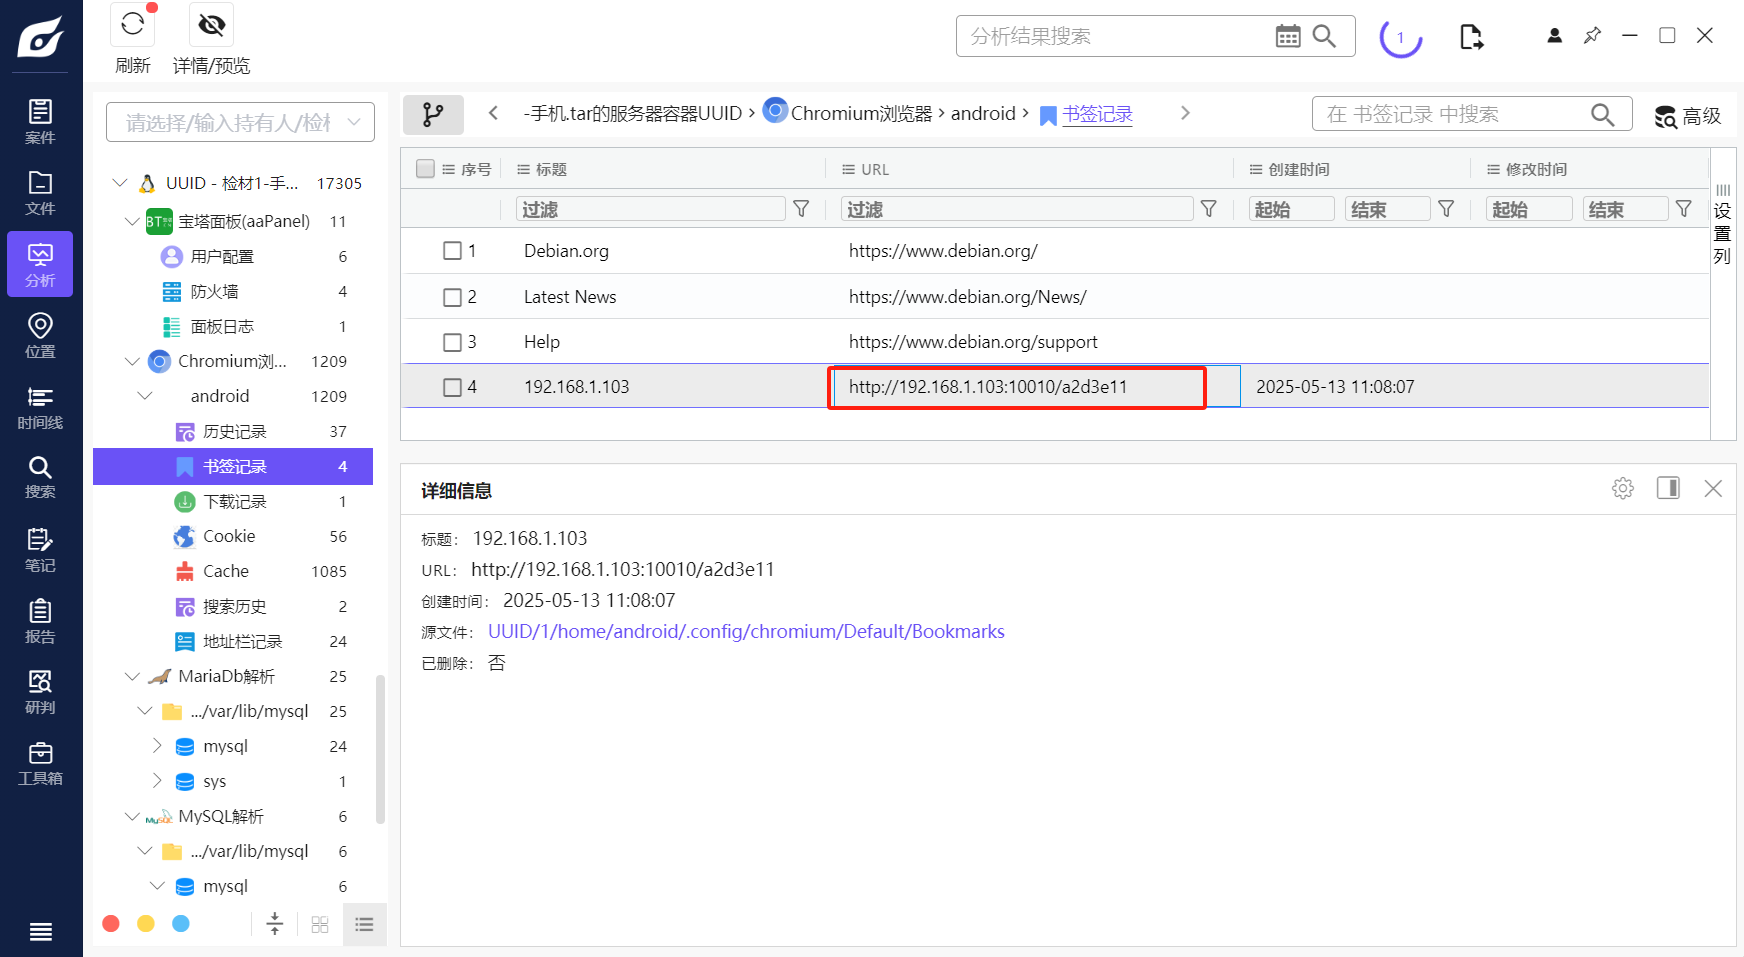 刷新
详情/预览
分析结果搜索
1
案件
文件
分析
位置
时间线
搜索
笔记
报告
研判
工具箱
请选择/输入持有人/检材
UUID - 检材1-手... 17305
宝塔面板(aaPanel) 11
用户配置 6
防火墙 4
面板日志 1
Chromium浏... 1209
android 1209
历史记录 37
书签记录 4
下载记录 1
Cookie 56
Cache 1085
搜索历史 2
地址栏记录 24
MariaDb解析 25
.../var/lib/mysql 25
mysql 24
sys 1
MySQL解析 6
.../var/lib/mysql 6
mysql 6
-手机.tar的服务器容器UUID › Chromium浏览器 › android › 书签记录
在 书签记录 中搜索
高级
序号 标题 URL 创建时间 修改时间
过滤 过滤 起始 结束 起始 结束
设置列
1 Debian.org https://www.debian.org/
2 Latest News https://www.debian.org/News/
3 Help https://www.debian.org/support
4 192.168.1.103 http://192.168.1.103:10010/a2d3e11 2025-05-13 11:08:07
详细信息
标题： 192.168.1.103
URL： http://192.168.1.103:10010/a2d3e11
创建时间： 2025-05-13 11:08:07
源文件： UUID/1/home/android/.config/chromium/Default/Bookmarks
已删除： 否